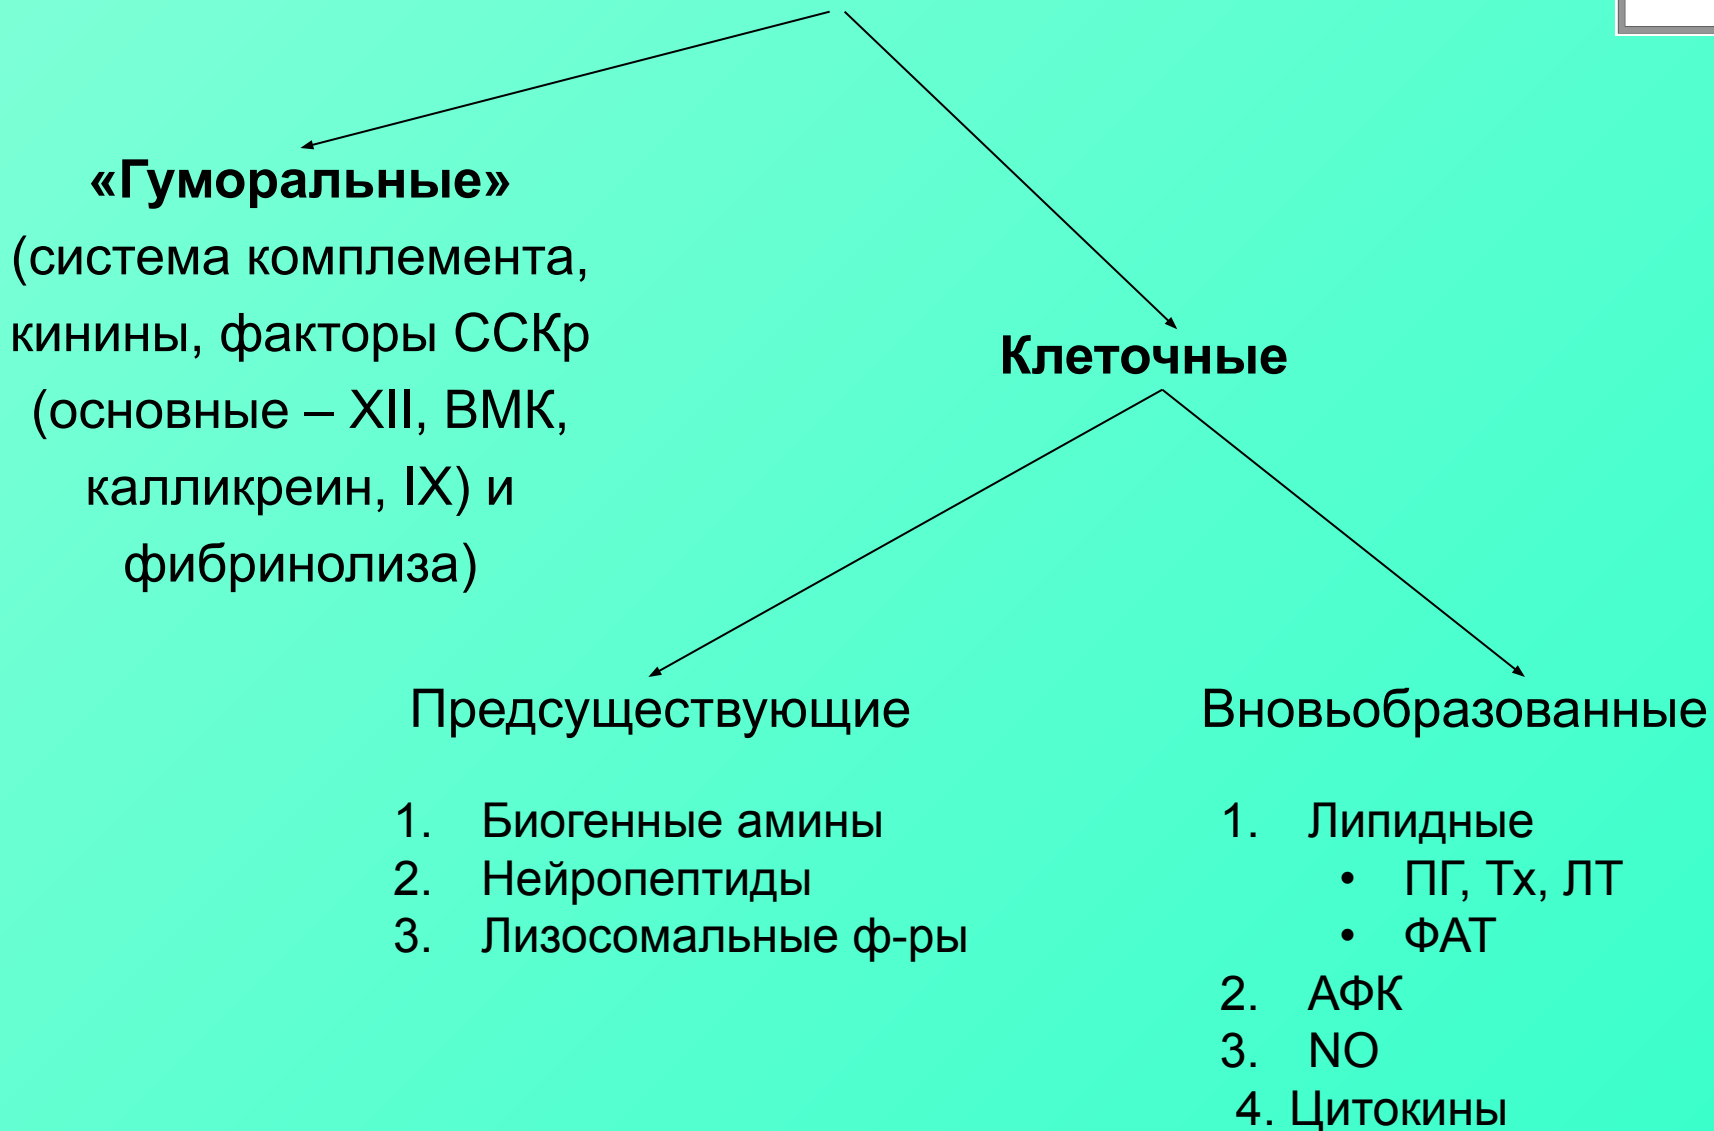 «Гуморальные»
(система комплемента,
кинины, факторы ССКр
(основные – XII, ВМК,
калликреин, IX) и
фибринолиза)
Клеточные
Предсуществующие
1. Биогенные амины
2. Нейропептиды
3. Лизосомальные ф-ры
Вновьобразованные
1. Липидные
• ПГ, Тх, ЛТ
• ФАТ
2. АФК
3. NO
4. Цитокины